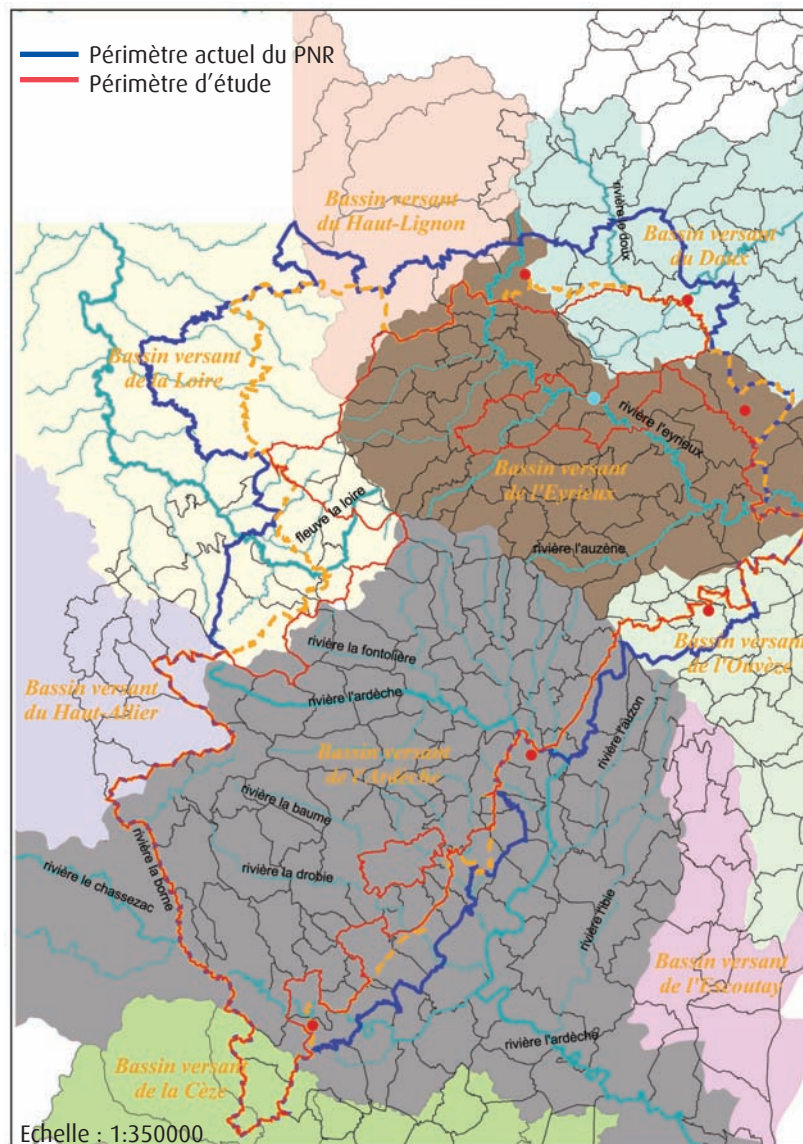 Périmètre actuel du PNR
Périmètre d'étude
Bassin versant
du Haut-Lignon
rivière le doux
Bassin versant
du Doux
Bassin versant
de la Loire
rivière l'eyrieux
Bassin versant
de l'Eyrieux
fleuve la loire
rivière l'auzène
rivière la fontolière
Bassin versant
de l'Ouvèze
Bassin versant
du Haut-Allier
rivière l'ardèche
rivière l'auzon
Bassin versant
de l'Ardèche
rivière la baume
rivière la borne
rivière la drobie
rivière le chassezac
rivière l'ibie
Bassin versant
de l'Escoutay
rivière l'ardèche
Bassin versant
de la Cèze
Echelle : 1:350000